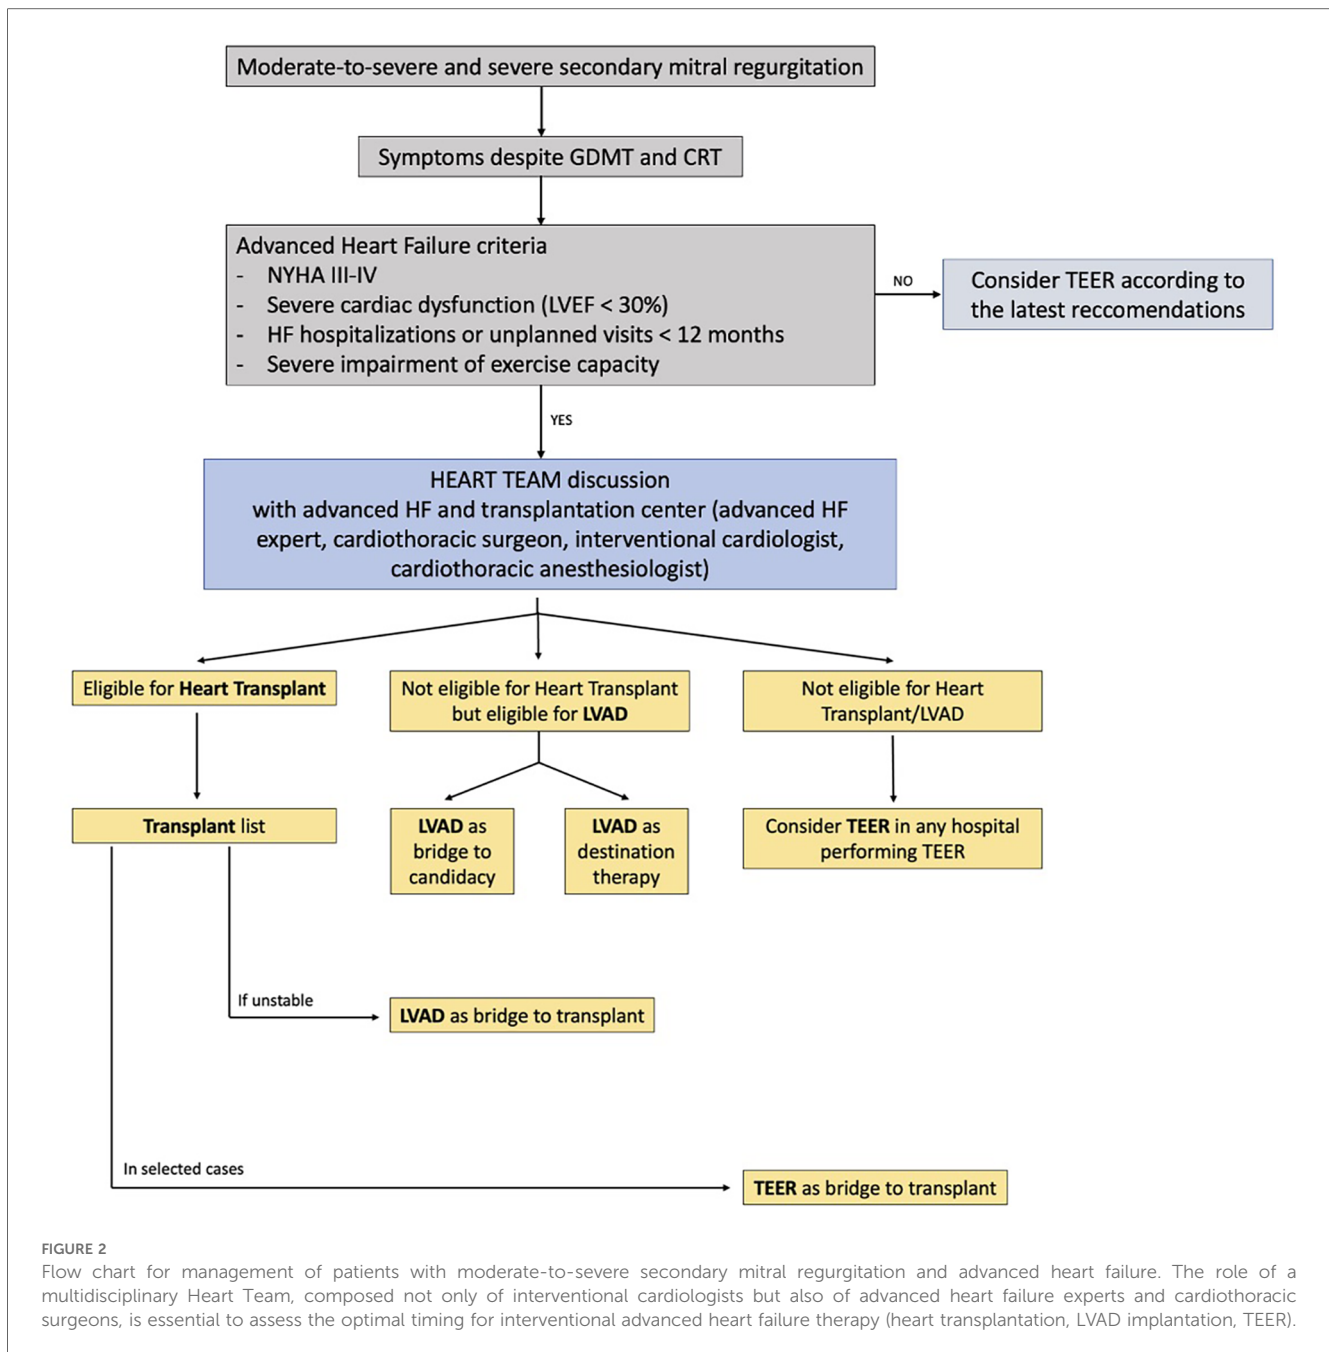 Moderate-to-severe and severe secondary mitral regurgitation
Symptoms despite GDMT and CRT
Advanced Heart Failure criteria
- NYHA III-IV
- Severe cardiac dysfunction (LVEF < 30%)
- HF hospitalizations or unplanned visits < 12 months
- Severe impairment of exercise capacity
NO
Consider TEER according to
the latest reccomendations
YES
HEART TEAM discussion
with advanced HF and transplantation center (advanced HF
expert, cardiothoracic surgeon, interventional cardiologist,
cardiothoracic anesthesiologist)
Eligible for Heart Transplant
Not eligible for Heart Transplant
but eligible for LVAD
Not eligible for Heart
Transplant/LVAD
Transplant list
LVAD as
bridge to
candidacy
LVAD as
destination
therapy
Consider TEER in any hospital
performing TEER
If unstable
LVAD as bridge to transplant
In selected cases
TEER as bridge to transplant
FIGURE 2
Flow chart for management of patients with moderate-to-severe secondary mitral regurgitation and advanced heart failure. The role of a
multidisciplinary Heart Team, composed not only of interventional cardiologists but also of advanced heart failure experts and cardiothoracic
surgeons, is essential to assess the optimal timing for interventional advanced heart failure therapy (heart transplantation, LVAD implantation, TEER).